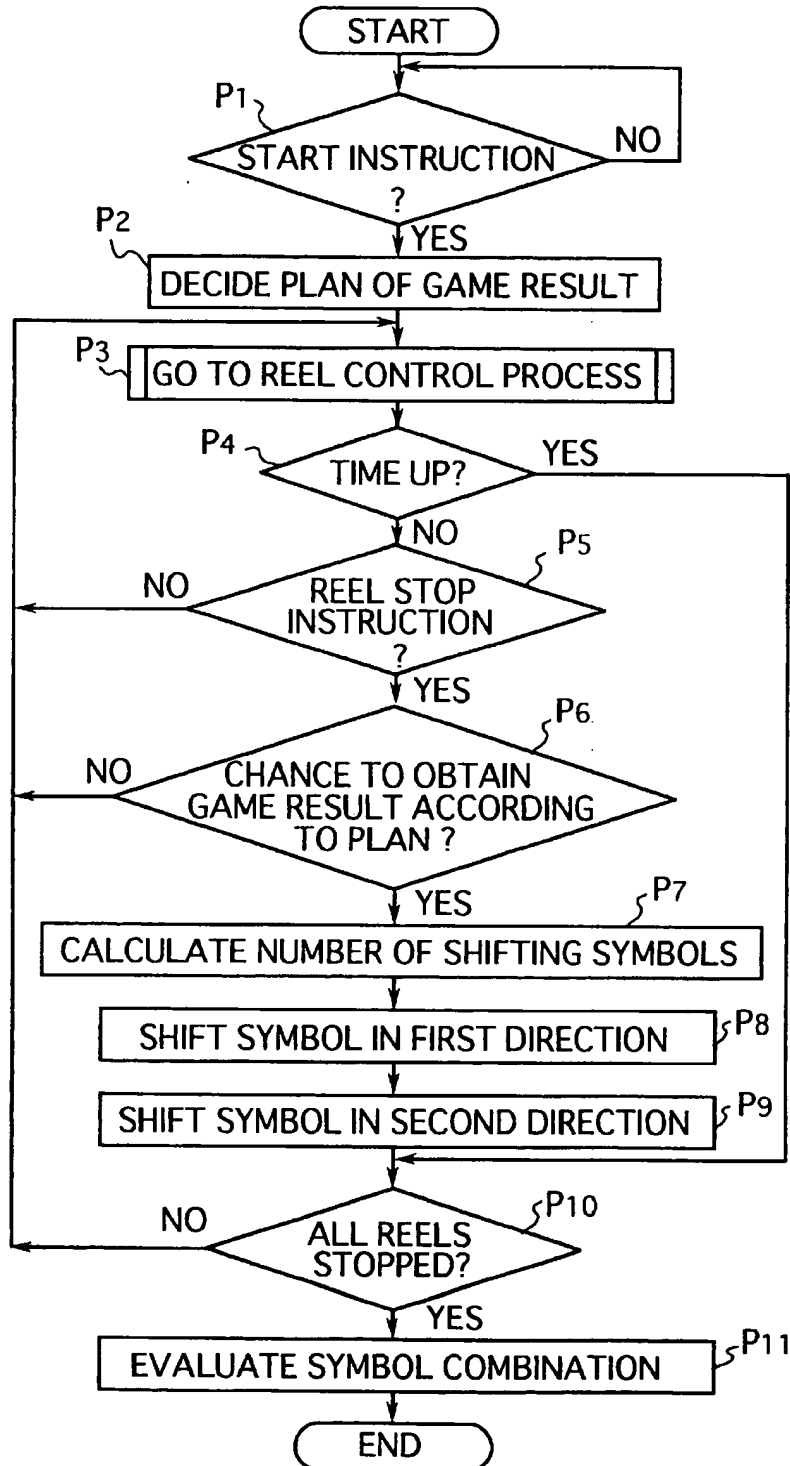 START
P1
START INSTRUCTION
?
NO
YES
P2
DECIDE PLAN OF GAME RESULT
P3
GO TO REEL CONTROL PROCESS
P4
TIME UP?
YES
NO
P5
REEL STOP
INSTRUCTION
?
NO
YES
P6
CHANCE TO OBTAIN
GAME RESULT ACCORDING
TO PLAN ?
NO
YES
P7
CALCULATE NUMBER OF SHIFTING SYMBOLS
SHIFT SYMBOL IN FIRST DIRECTION
P8
SHIFT SYMBOL IN SECOND DIRECTION
P9
P10
ALL REELS
STOPPED?
NO
YES
EVALUATE SYMBOL COMBINATION
P11
END